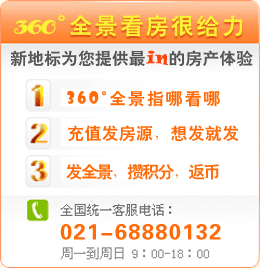 360°全景看房很给力
新地标为您提供最in的房产体验
1 360°全景指哪看哪
2 充值发房源，想发就发
3 发全景，攒积分，返币
全国统一客服电话：
021-68880132
周一到周日 9：00-18：00